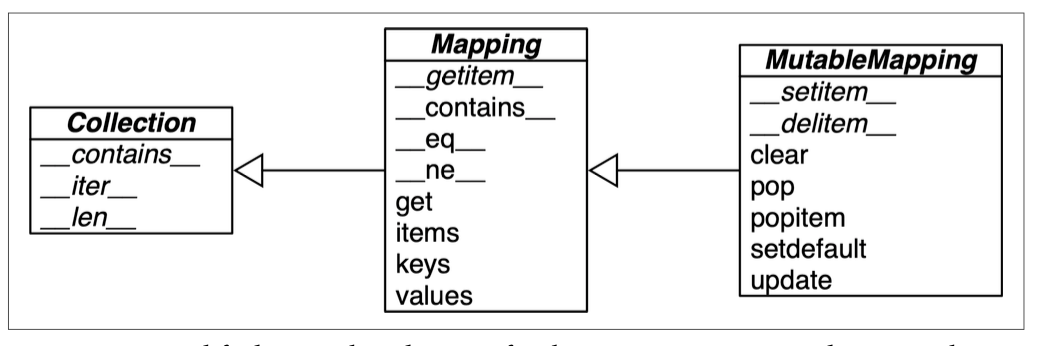 Collection
__contains__
__iter__
__len__
Mapping
__getitem__
__contains__
__eq__
__ne__
get
items
keys
values
MutableMapping
__setitem__
__delitem__
clear
pop
popitem
setdefault
update